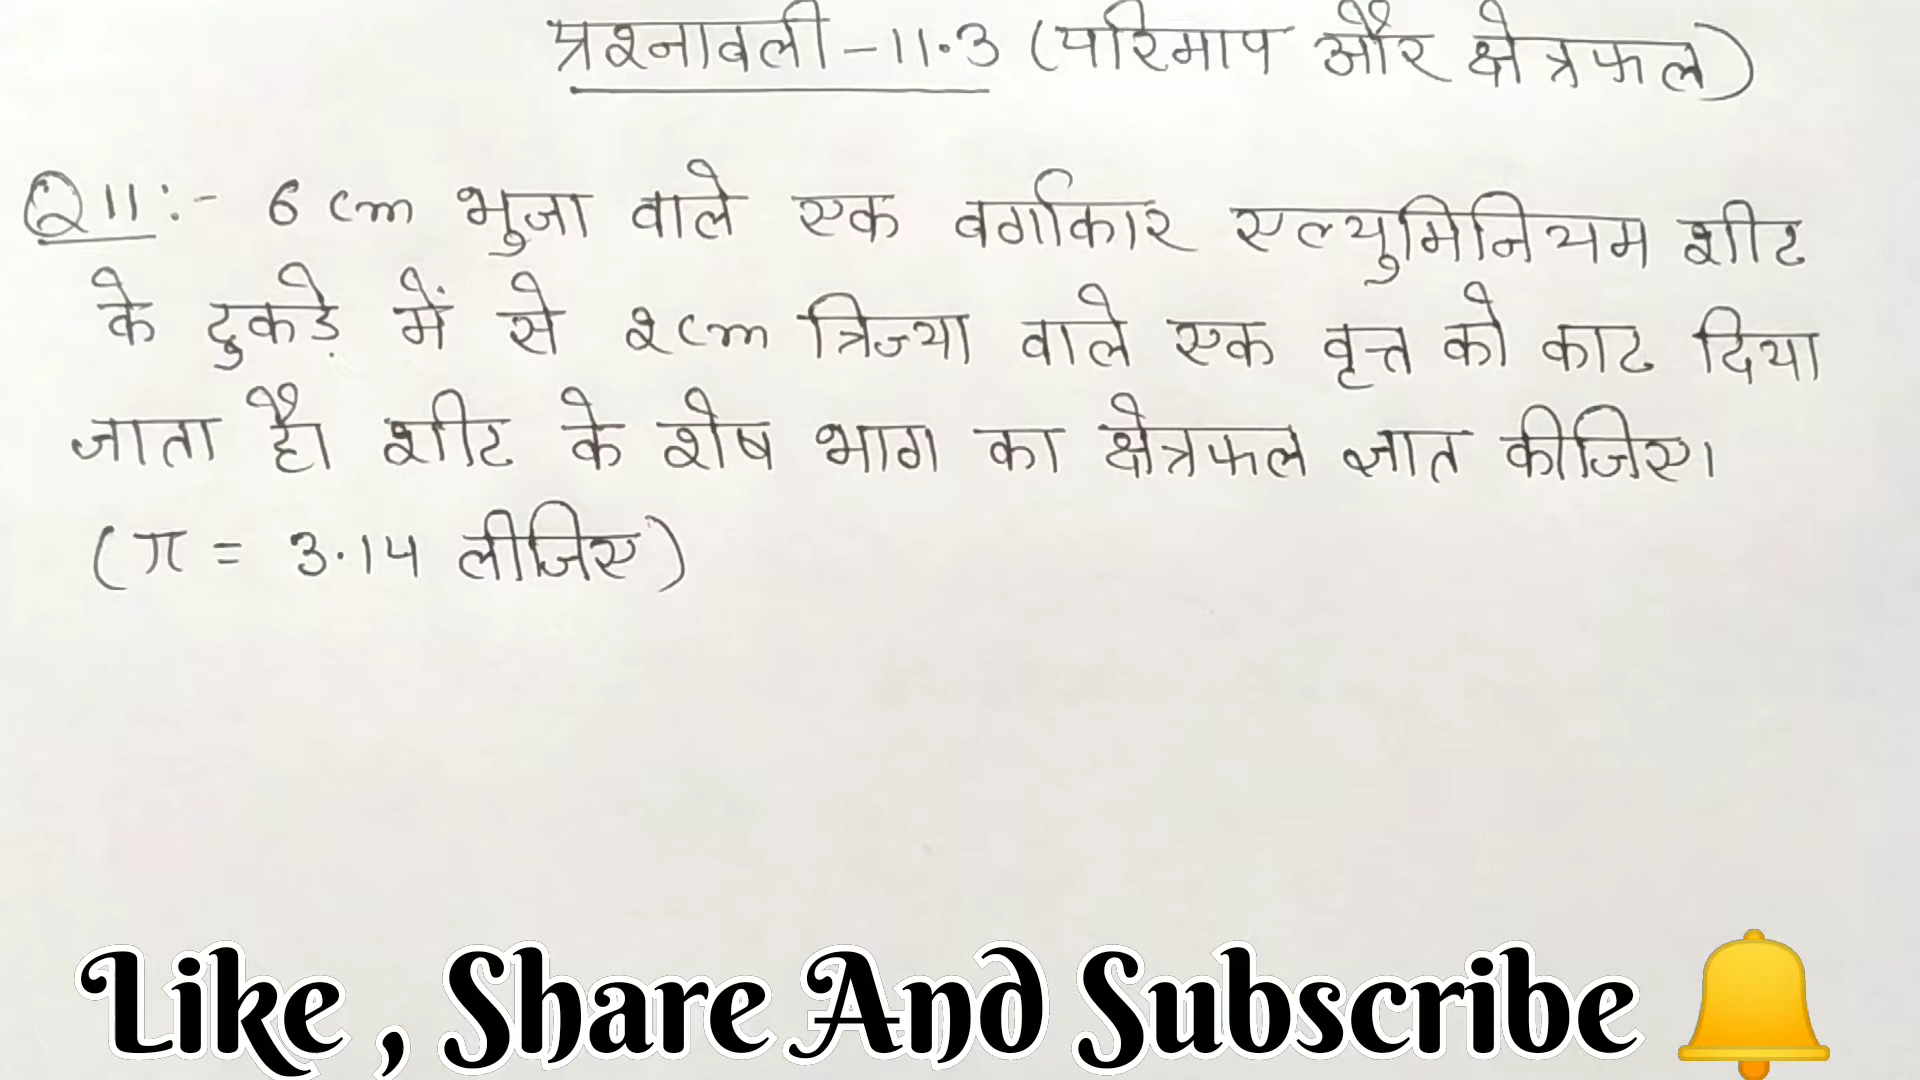 प्रश्नावली - 11.3 (परिमाप और क्षेत्रफल)
Q11:- 6 cm भुजा वाले एक वर्गाकार एल्युमिनियम शीट
के टुकड़े में से 2 cm त्रिज्या वाले एक वृत्त को काट दिया
जाता है। शीट के शेष भाग का क्षेत्रफल ज्ञात कीजिए।
(π = 3.14 लीजिए)
Like , Share And Subscribe